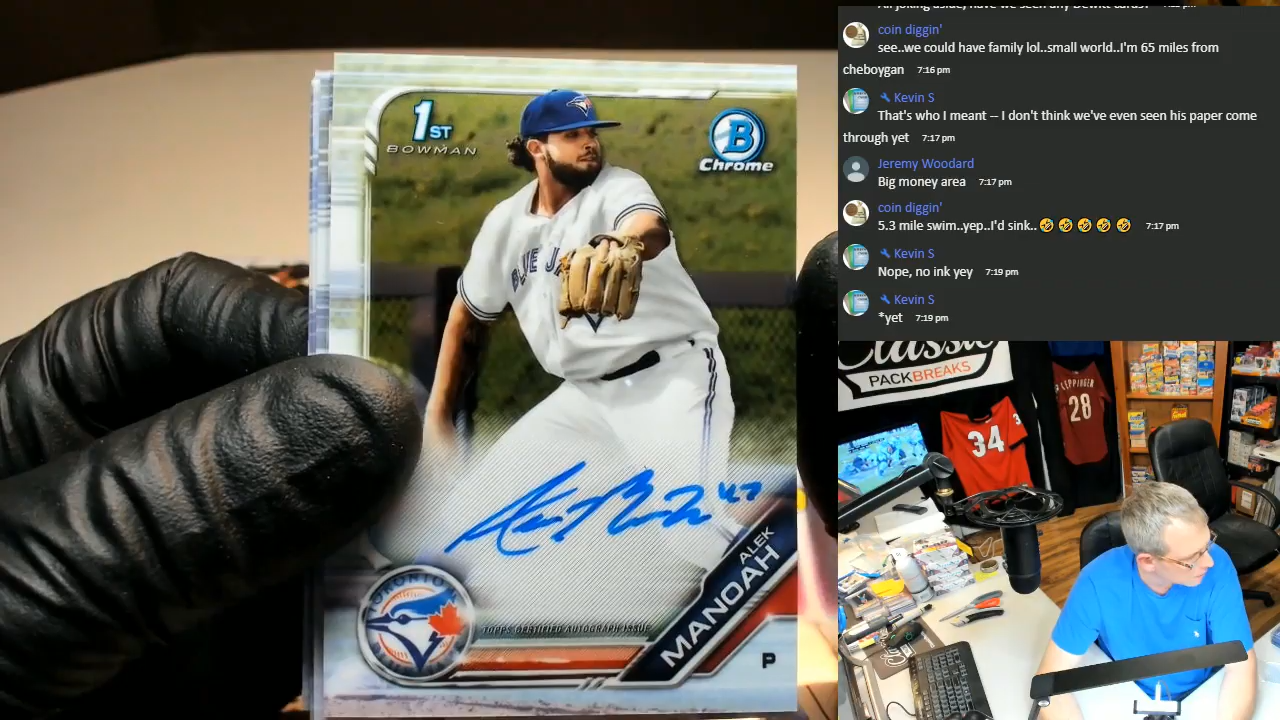 1ST
BOWMAN
B
Chrome
BLUE JA
47
ALEK
MANOAH
TORONTO
TOPPS CERTIFIED AUTOGRAPH ISSUE
P
coin diggin'
see..we could have family lol..small world..I'm 65 miles from
cheboygan 7:16 pm
Kevin S
That's who I meant -- I don't think we've even seen his paper come
through yet 7:17 pm
Jeremy Woodard
Big money area 7:17 pm
coin diggin'
5.3 mile swim..yep..I'd sink..🤣🤣🤣🤣🤣 7:17 pm
Kevin S
Nope, no ink yey 7:19 pm
Kevin S
*yet 7:19 pm
Classic
PACKBREAKS
34
KEPPINGER
28